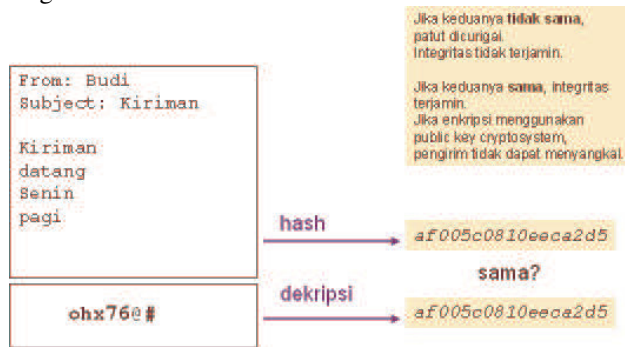 Jika keduanya tidak sama,
patut dicurigai.
Integritas tidak terjamin.
Jika keduanya sama, integritas
terjamin.
Jika enkripsi menggunakan
public key cryptosystem,
pengirim tidak dapat menyangkal.
From: Budi
Subject: Kiriman
Kiriman
datang
Senin
pagi
hash
af005c0810eeca2d5
sama?
ohx76@#
dekripsi
af005c0810eeca2d5